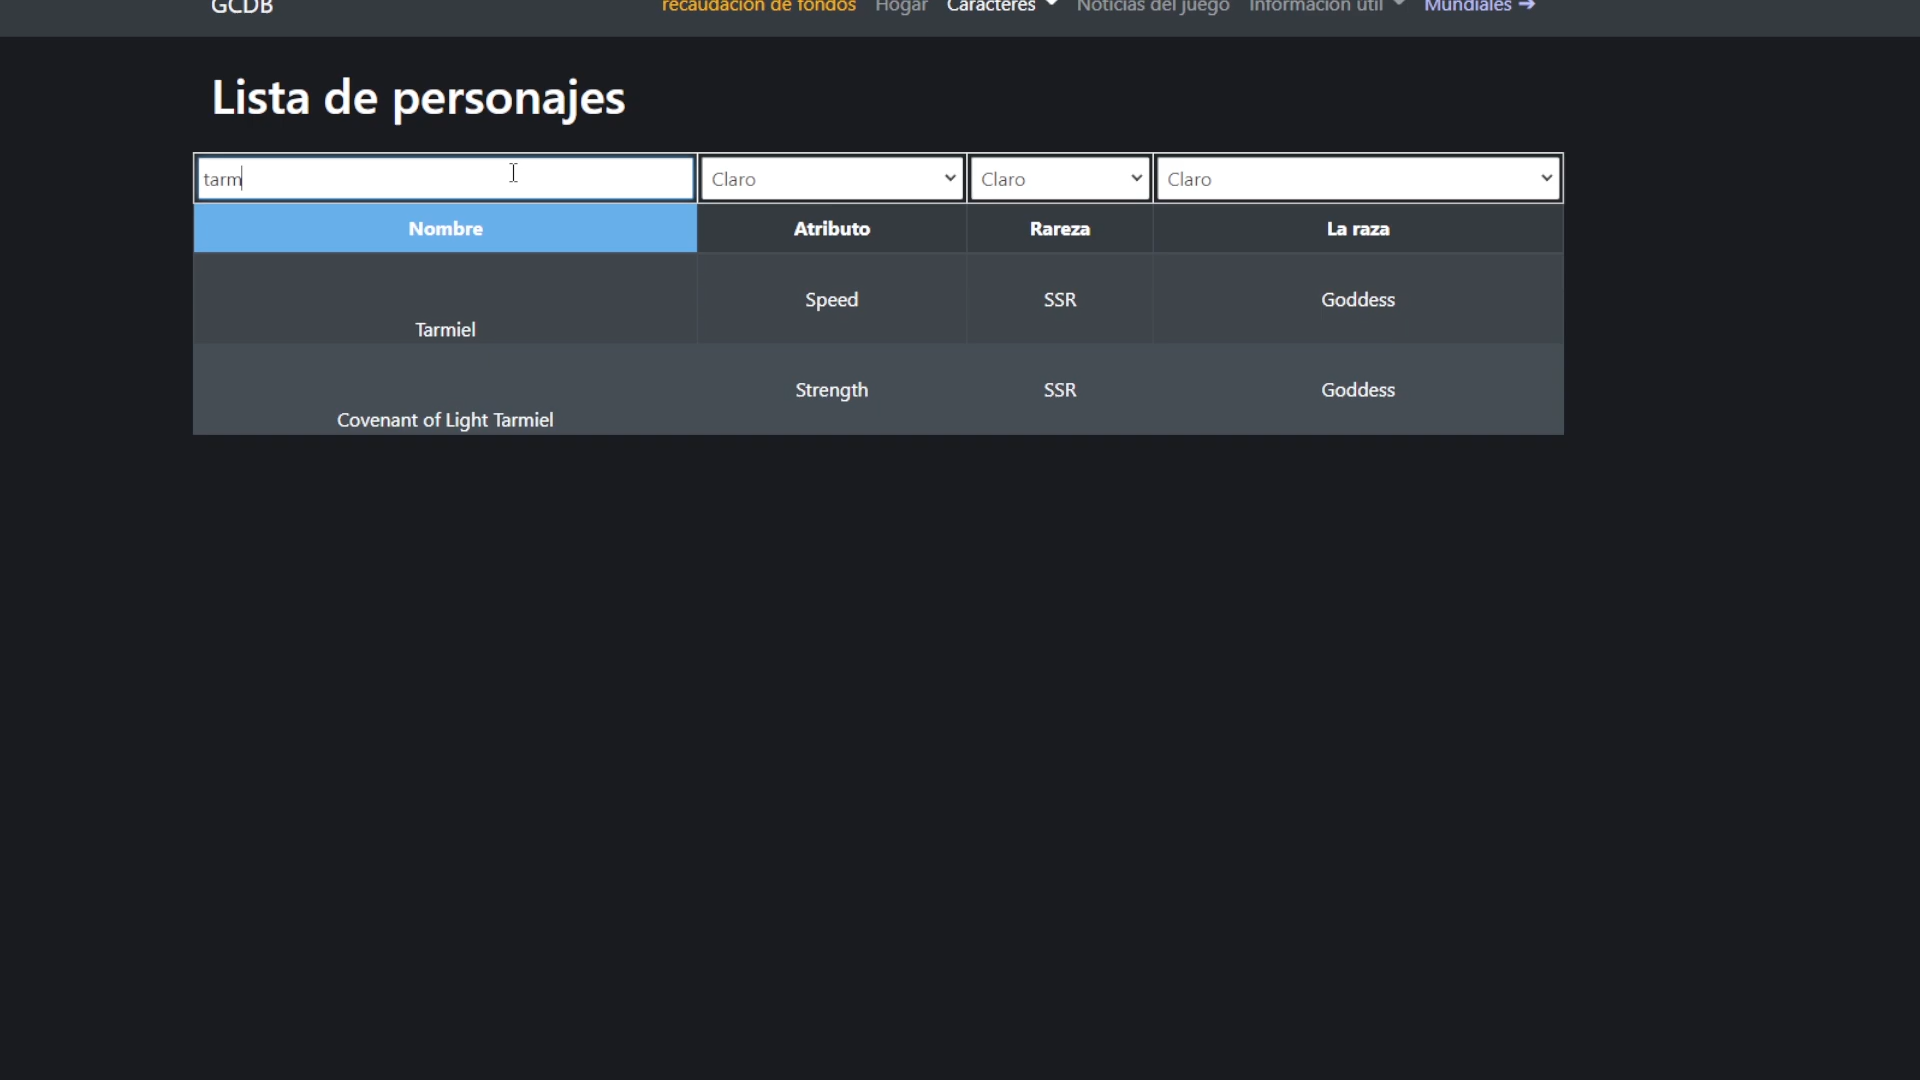 GCDB recaudación de fondos Hogar Caracteres Noticias del juego Información útil Mundiales →
Lista de personajes
tarm Claro Claro Claro
Nombre Atributo Rareza La raza
Tarmiel Speed SSR Goddess
Covenant of Light Tarmiel Strength SSR Goddess